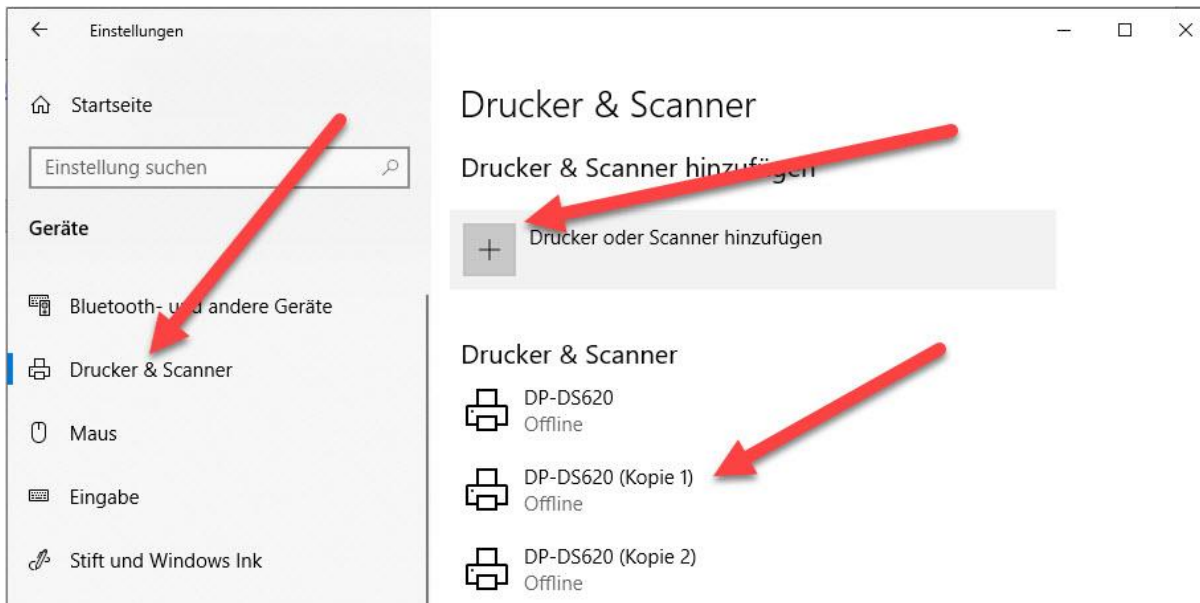 Einstellungen
Startseite
Einstellung suchen
Geräte
Bluetooth- und andere Geräte
Drucker & Scanner
Maus
Eingabe
Stift und Windows Ink
Drucker & Scanner
Drucker & Scanner hinzufügen
Drucker oder Scanner hinzufügen
Drucker & Scanner
DP-DS620
Offline
DP-DS620 (Kopie 1)
Offline
DP-DS620 (Kopie 2)
Offline